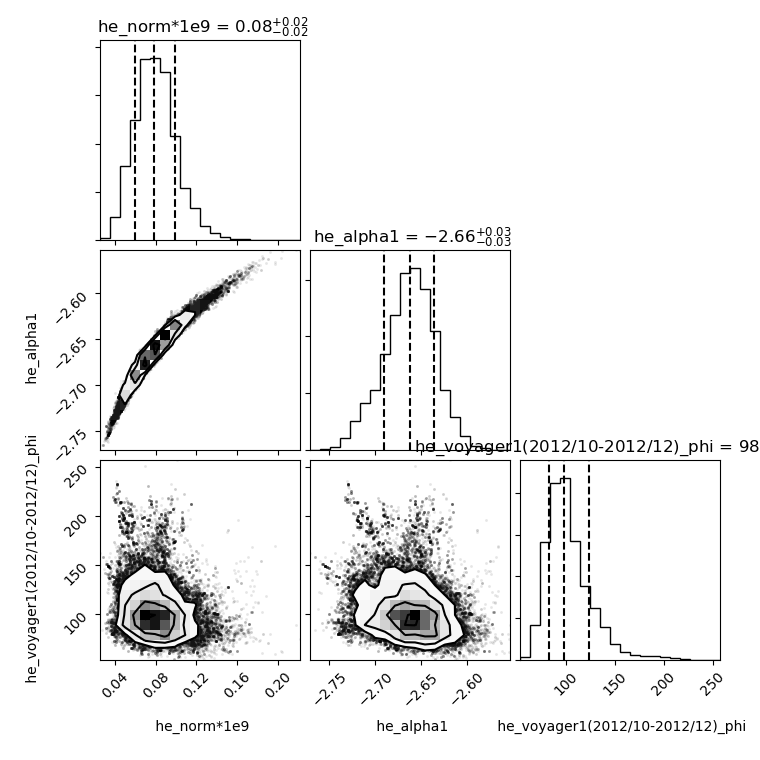 he_norm*1e9 = 0.08+0.02 −0.02
he_alpha1 = −2.66+0.03 −0.03
he_alpha1
−2.60
−2.65
−2.70
−2.75
he_voyager1(2012/10-2012/12)_phi = 98
he_voyager1(2012/10-2012/12)_phi
250
200
150
100
0.04 0.08 0.12 0.16 0.20 −2.75 −2.70 −2.65 −2.60 100 150 200 250
he_norm*1e9 he_alpha1 he_voyager1(2012/10-2012/12)_phi